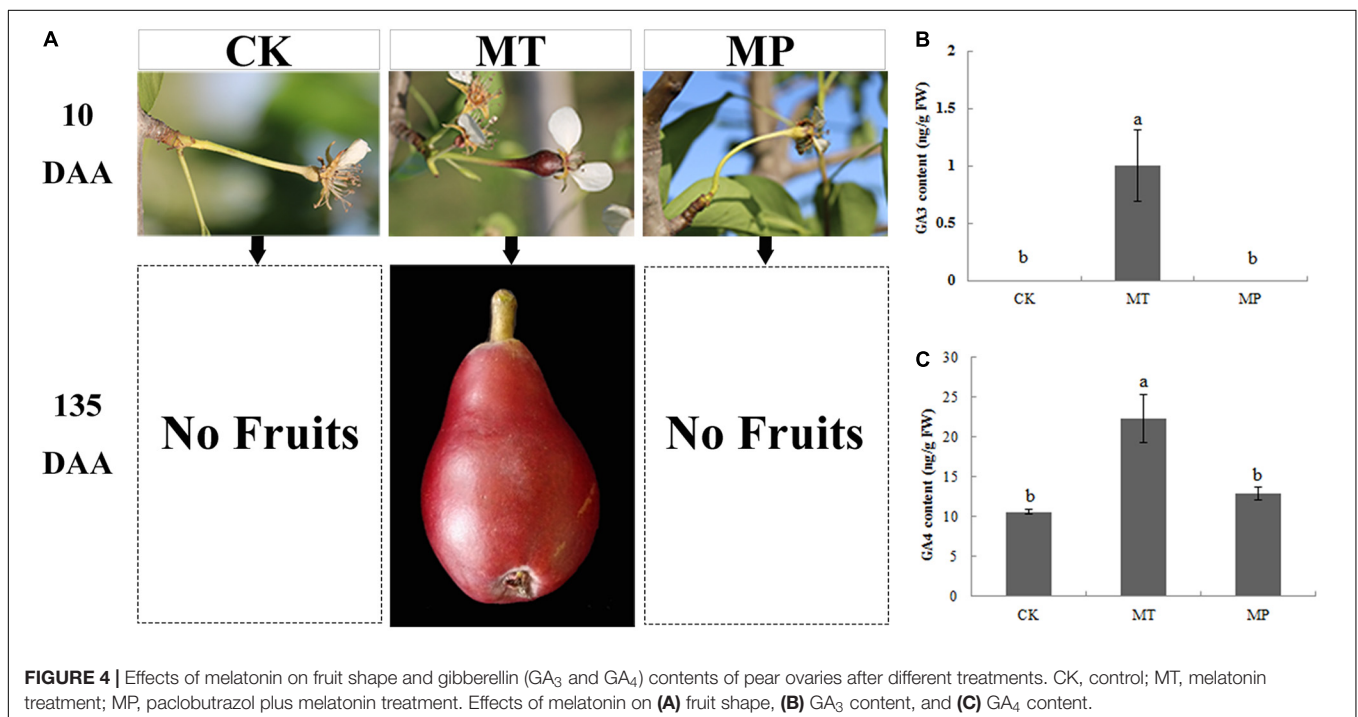 A
CK
MT
MP
10
DAA
135
DAA
No Fruits
No Fruits
B
GA3 content (ng/g FW)
2
1.5
1
0.5
0
b
a
b
CK
MT
MP
C
GA4 content (ng/g FW)
30
25
20
15
10
5
0
b
a
b
CK
MT
MP
FIGURE 4 | Effects of melatonin on fruit shape and gibberellin (GA₃ and GA₄) contents of pear ovaries after different treatments. CK, control; MT, melatonin
treatment; MP, paclobutrazol plus melatonin treatment. Effects of melatonin on (A) fruit shape, (B) GA₃ content, and (C) GA₄ content.